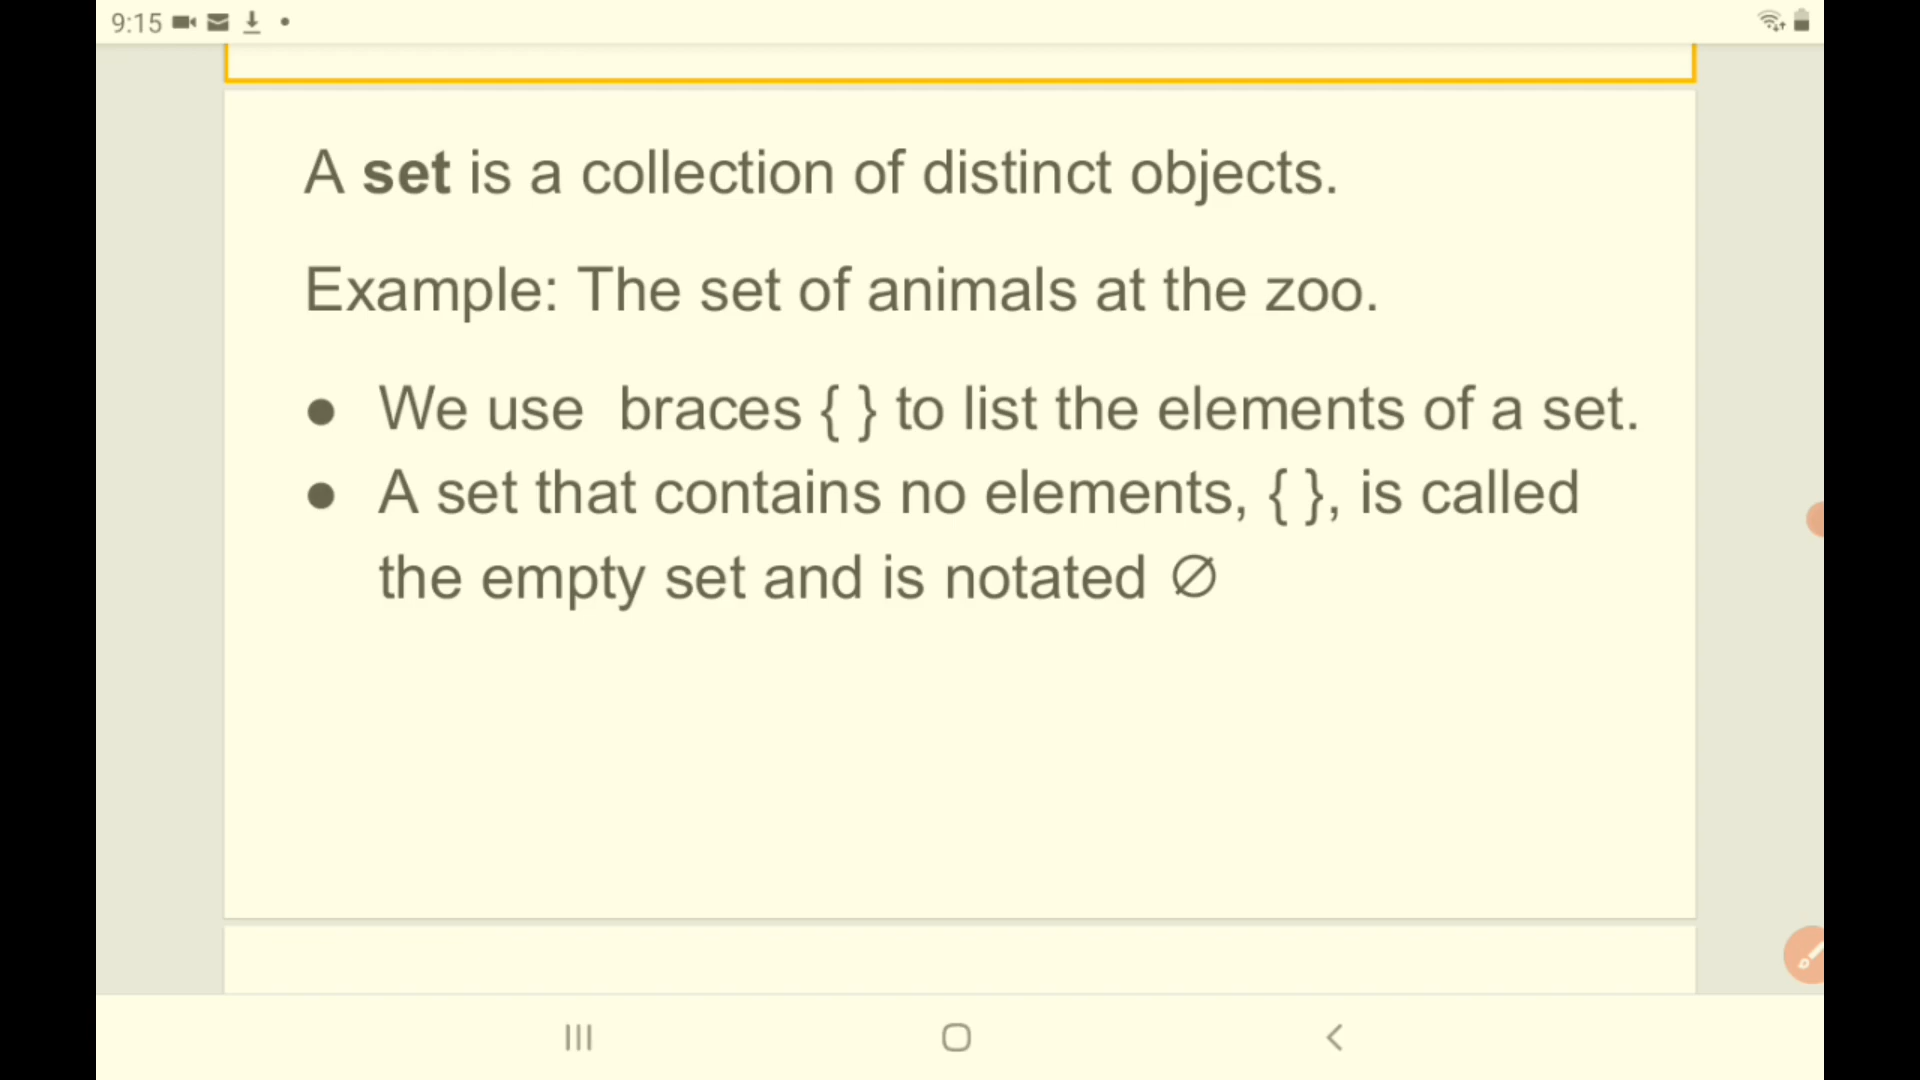 9:15
A set is a collection of distinct objects.
Example: The set of animals at the zoo.
● We use  braces { } to list the elements of a set.
● A set that contains no elements, { }, is called
the empty set and is notated ∅